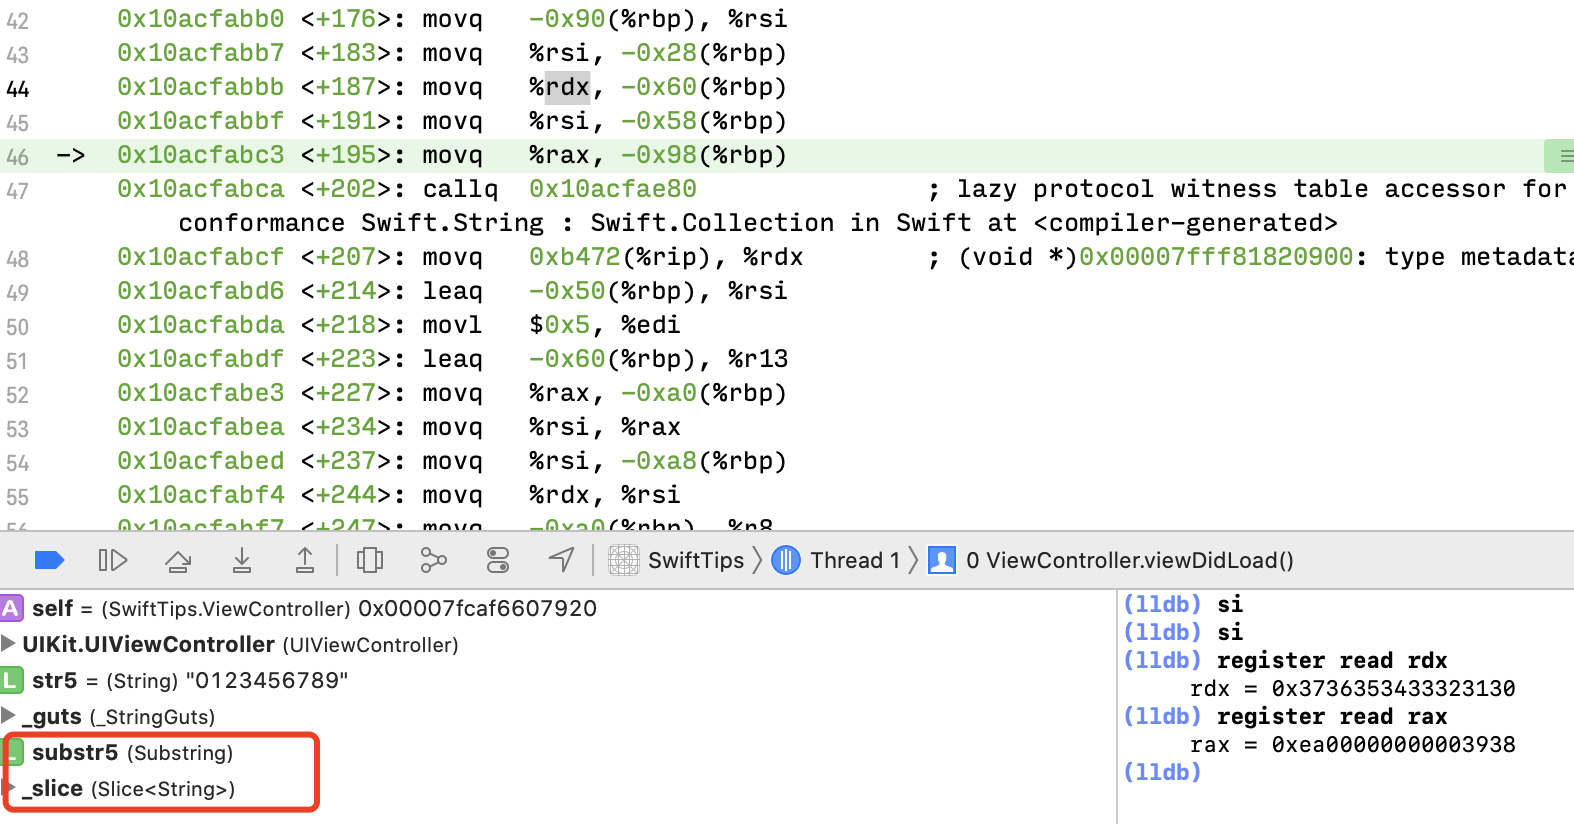 42 0x10acfabb0 <+176>: movq -0x90(%rbp), %rsi
43 0x10acfabb7 <+183>: movq %rsi, -0x28(%rbp)
44 0x10acfabbb <+187>: movq %rdx, -0x60(%rbp)
45 0x10acfabbf <+191>: movq %rsi, -0x58(%rbp)
46 -> 0x10acfabc3 <+195>: movq %rax, -0x98(%rbp)
47 0x10acfabca <+202>: callq 0x10acfae80 ; lazy protocol witness table accessor for
conformance Swift.String : Swift.Collection in Swift at <compiler-generated>
48 0x10acfabcf <+207>: movq 0xb472(%rip), %rdx ; (void *)0x00007fff81820900: type metadata
49 0x10acfabd6 <+214>: leaq -0x50(%rbp), %rsi
50 0x10acfabda <+218>: movl $0x5, %edi
51 0x10acfabdf <+223>: leaq -0x60(%rbp), %r13
52 0x10acfabe3 <+227>: movq %rax, -0xa0(%rbp)
53 0x10acfabea <+234>: movq %rsi, %rax
54 0x10acfabed <+237>: movq %rsi, -0xa8(%rbp)
55 0x10acfabf4 <+244>: movq %rdx, %rsi
56 0x10acfabf7 <+247>: movq -0xa0(%rbp), %r8
SwiftTips Thread 1 0 ViewController.viewDidLoad()
A self = (SwiftTips.ViewController) 0x00007fcaf6607920
UIKit.UIViewController (UIViewController)
L str5 = (String) "0123456789"
_guts (_StringGuts)
L substr5 (Substring)
_slice (Slice<String>)
(lldb) si
(lldb) si
(lldb) register read rdx
rdx = 0x3736353433323130
(lldb) register read rax
rax = 0xea00000000003938
(lldb)